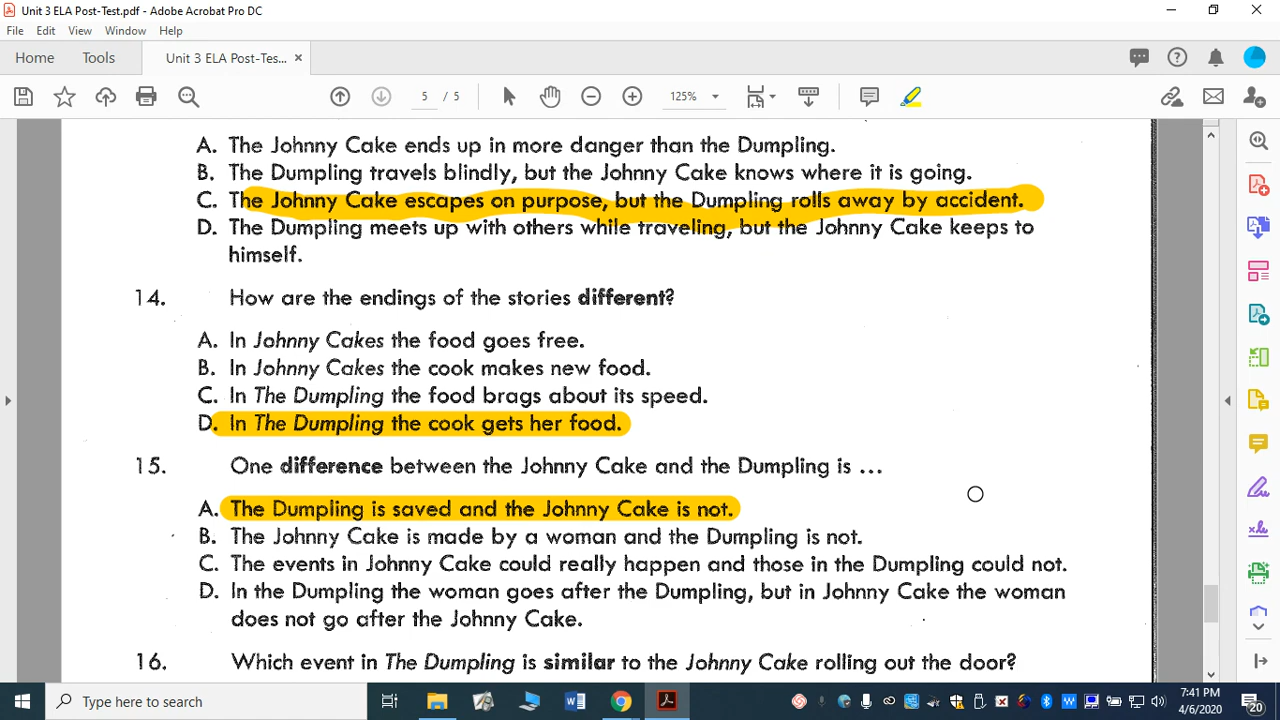 Unit 3 ELA Post-Test.pdf - Adobe Acrobat Pro DC
File Edit View Window Help
Home Tools Unit 3 ELA Post-Tes... ×
5 / 5 125%
A. The Johnny Cake ends up in more danger than the Dumpling.
B. The Dumpling travels blindly, but the Johnny Cake knows where it is going.
C. The Johnny Cake escapes on purpose, but the Dumpling rolls away by accident.
D. The Dumpling meets up with others while traveling, but the Johnny Cake keeps to
himself.
14. How are the endings of the stories different?
A. In Johnny Cakes the food goes free.
B. In Johnny Cakes the cook makes new food.
C. In The Dumpling the food brags about its speed.
D. In The Dumpling the cook gets her food.
15. One difference between the Johnny Cake and the Dumpling is ...
A. The Dumpling is saved and the Johnny Cake is not.
B. The Johnny Cake is made by a woman and the Dumpling is not.
C. The events in Johnny Cake could really happen and those in the Dumpling could not.
D. In the Dumpling the woman goes after the Dumpling, but in Johnny Cake the woman
does not go after the Johnny Cake.
16. Which event in The Dumpling is similar to the Johnny Cake rolling out the door?
Type here to search
7:41 PM
4/6/2020
20